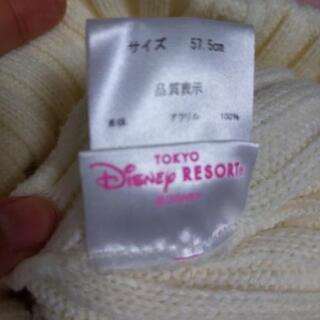 サイズ 57.5cm
品質表示
本体 アクリル 100%
TOKYO
Disney RESORT®
©DISNEY